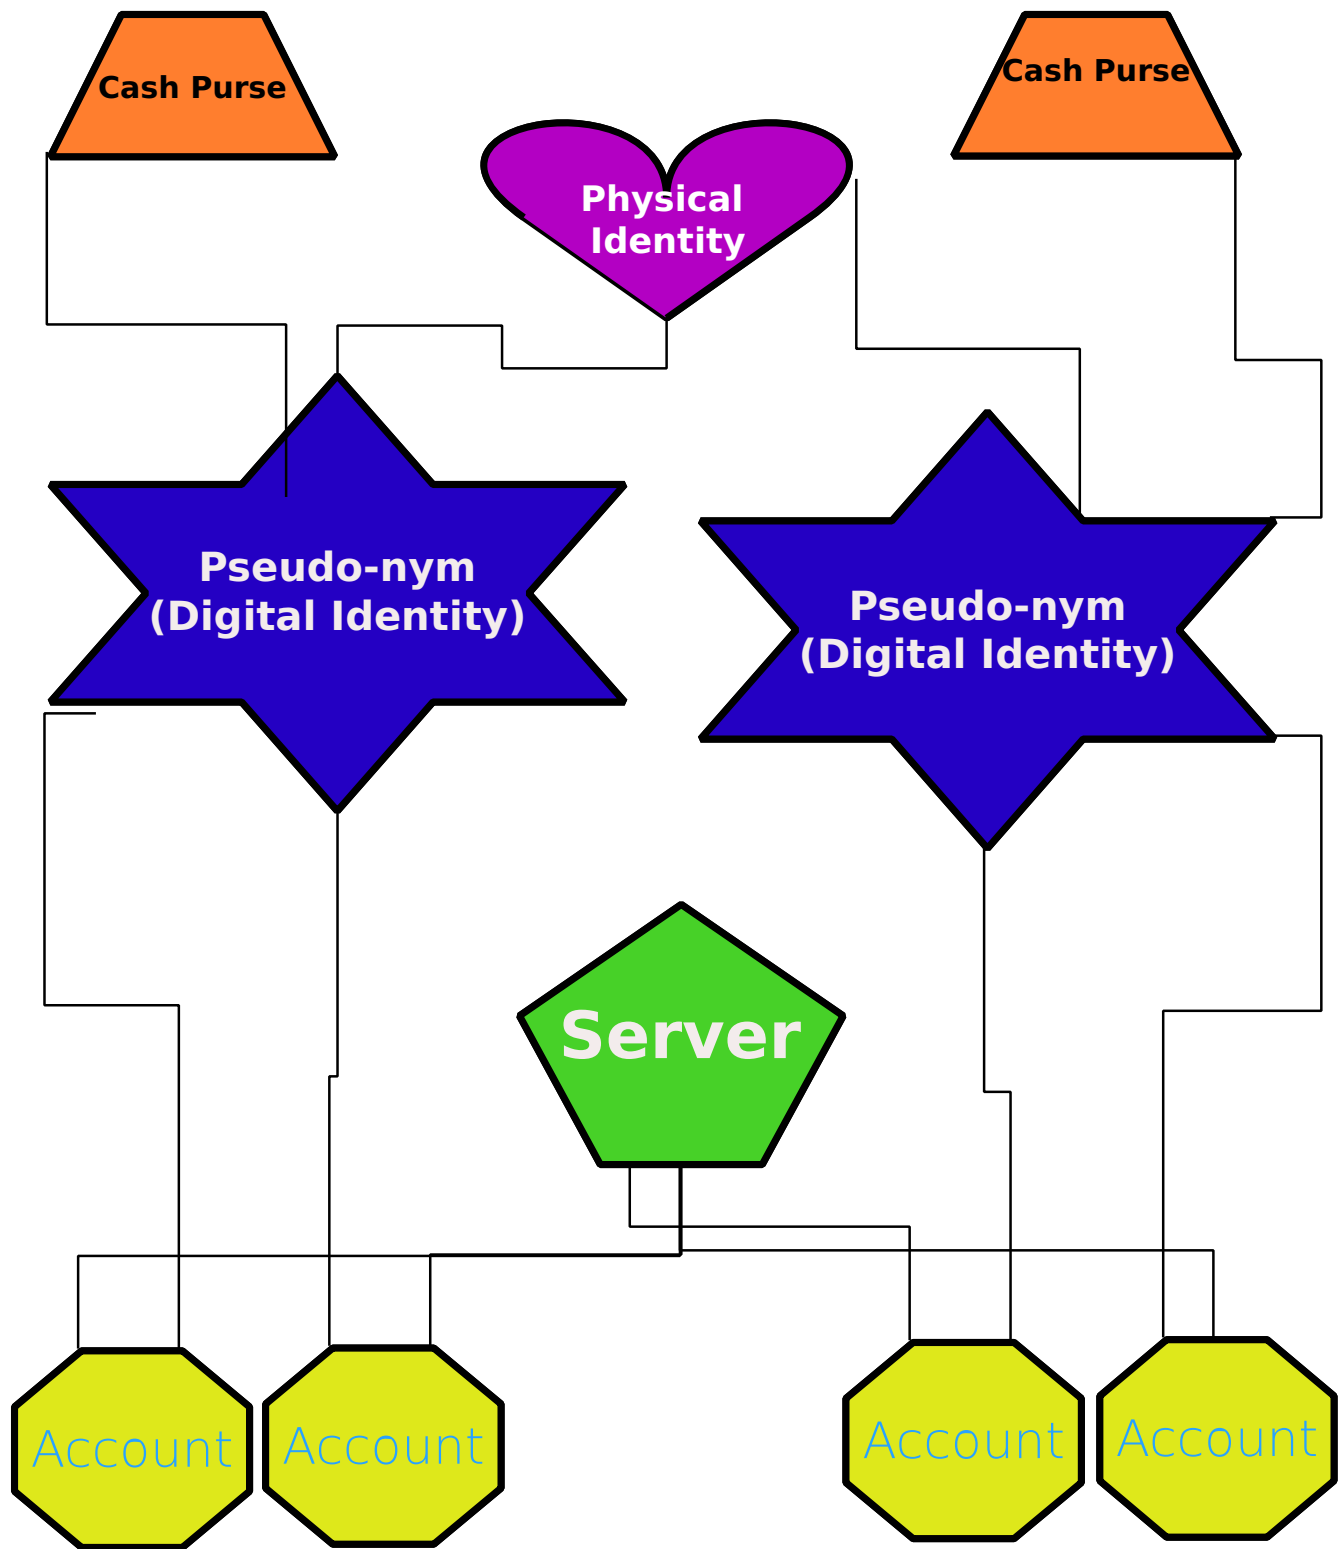 Cash Purse
Cash Purse
Physical
Identity
Pseudo-nym
(Digital Identity)
Pseudo-nym
(Digital Identity)
Server
Account
Account
Account
Account